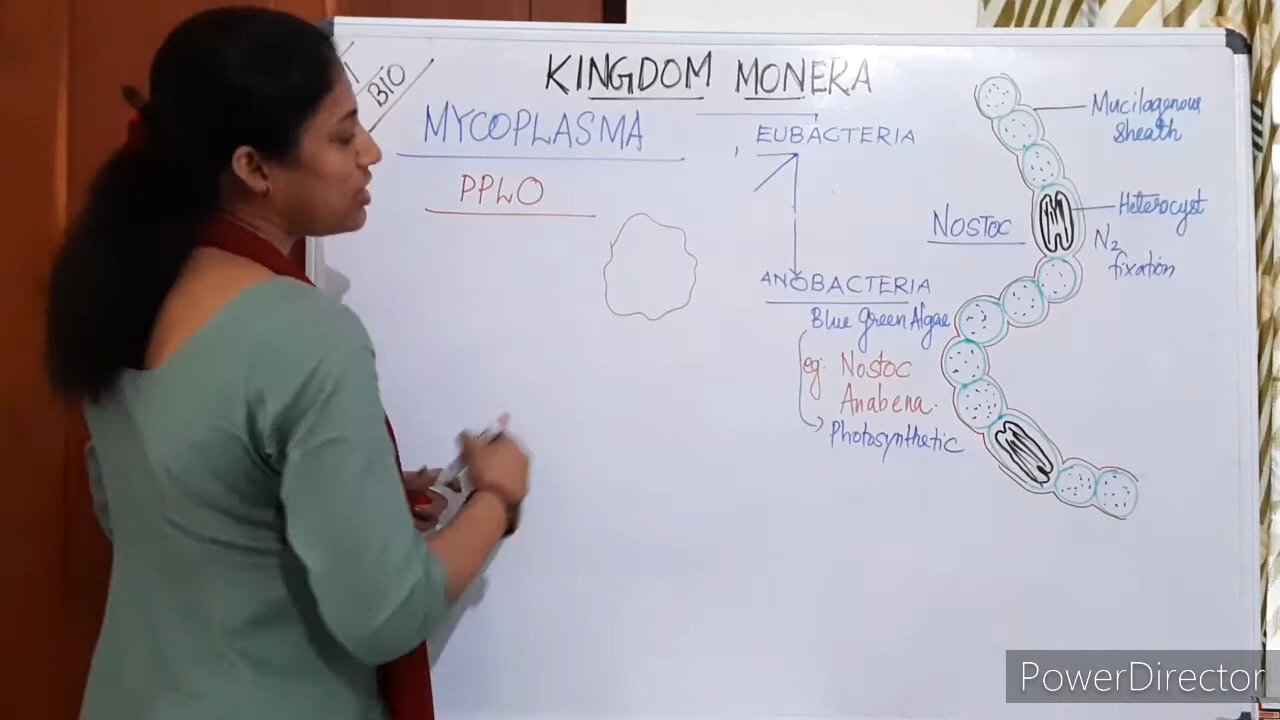 BIO
KINGDOM MONERA
MYCOPLASMA
PPLO
EUBACTERIA
ANOBACTERIA
Blue Green Algae
eg: Nostoc
Anabena.
Photosynthetic
NOSTOC
Mucilagenous
Sheath
Heterocyst
N2
fixation
PowerDirector